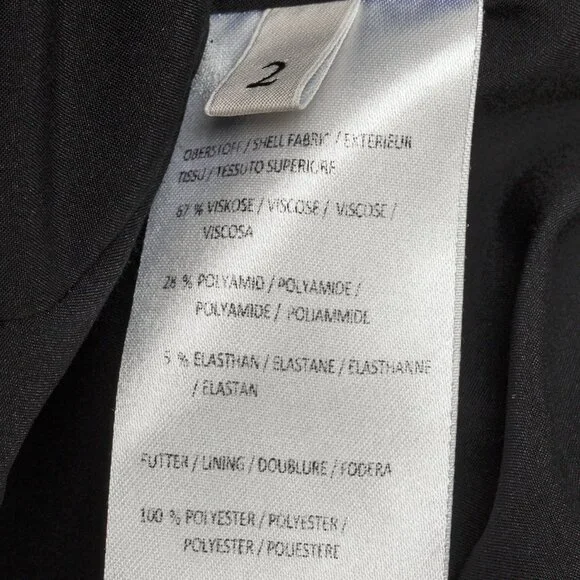 2
OBERSTOFF / SHELL FABRIC / EXTERIEUR
TISSU / TESSUTO SUPERIORE
67 % VISKOSE / VISCOSE / VISCOSE /
VISCOSA
28 % POLYAMID / POLYAMIDE /
POLYAMIDE / POLIAMMIDE
5 % ELASTHAN / ELASTANE / ELASTHANNE
/ ELASTAN
FUTTER / LINING / DOUBLURE / FODERA
100 % POLYESTER / POLYESTER /
POLYESTER / POLIESTERE